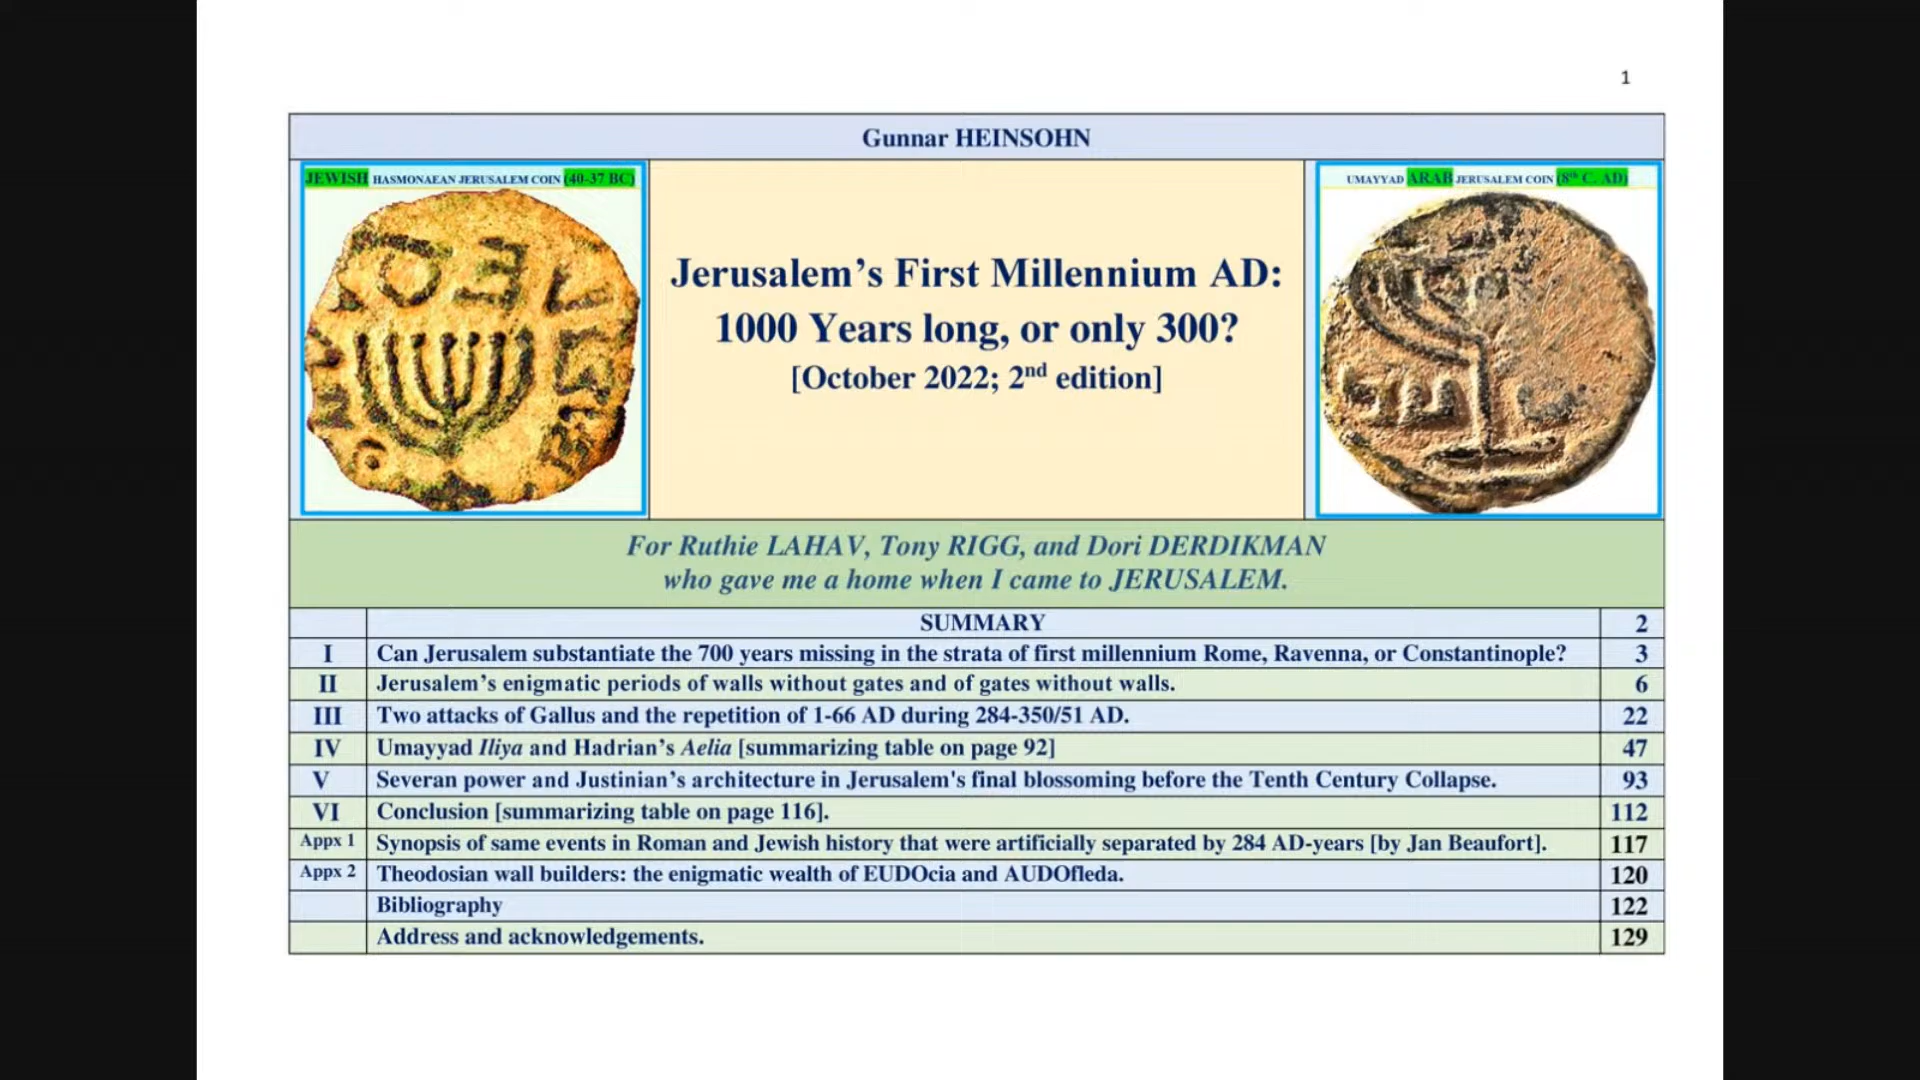 1
Gunnar HEINSOHN
JEWISH HASMONAEAN JERUSALEM COIN (40-37 BC)
UMAYYAD ARAB JERUSALEM COIN (8th C. AD)
Jerusalem’s First Millennium AD:
1000 Years long, or only 300?
[October 2022; 2nd edition]
For Ruthie LAHAV, Tony RIGG, and Dori DERDIKMAN
who gave me a home when I came to JERUSALEM.
SUMMARY 2
I Can Jerusalem substantiate the 700 years missing in the strata of first millennium Rome, Ravenna, or Constantinople? 3
II Jerusalem’s enigmatic periods of walls without gates and of gates without walls. 6
III Two attacks of Gallus and the repetition of 1-66 AD during 284-350/51 AD. 22
IV Umayyad Iliya and Hadrian’s Aelia [summarizing table on page 92] 47
V Severan power and Justinian’s architecture in Jerusalem's final blossoming before the Tenth Century Collapse. 93
VI Conclusion [summarizing table on page 116]. 112
Appx 1 Synopsis of same events in Roman and Jewish history that were artificially separated by 284 AD-years [by Jan Beaufort]. 117
Appx 2 Theodosian wall builders: the enigmatic wealth of EUDOcia and AUDOfleda. 120
Bibliography 122
Address and acknowledgements. 129